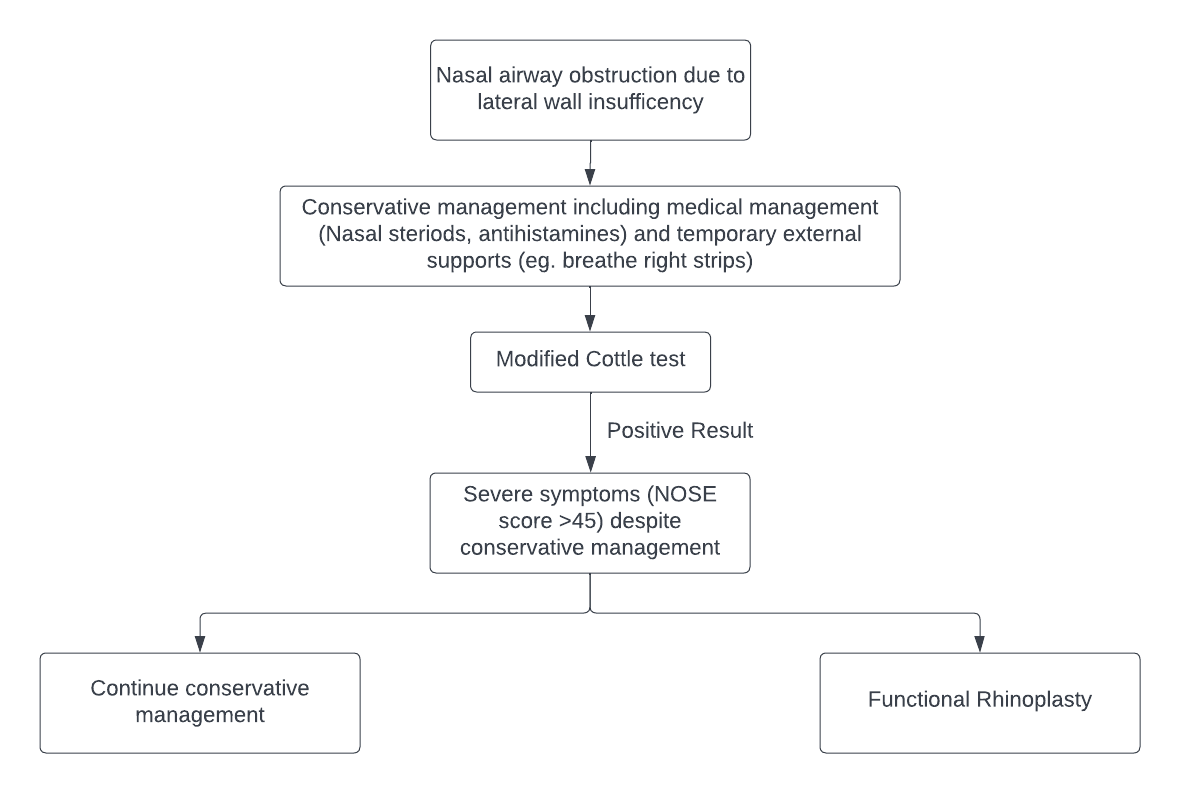 Nasal airway obstruction due to
lateral wall insufficency
Conservative management including medical management
(Nasal steriods, antihistamines) and temporary external
supports (eg. breathe right strips)
Modified Cottle test
Positive Result
Severe symptoms (NOSE
score >45) despite
conservative management
Continue conservative
management
Functional Rhinoplasty